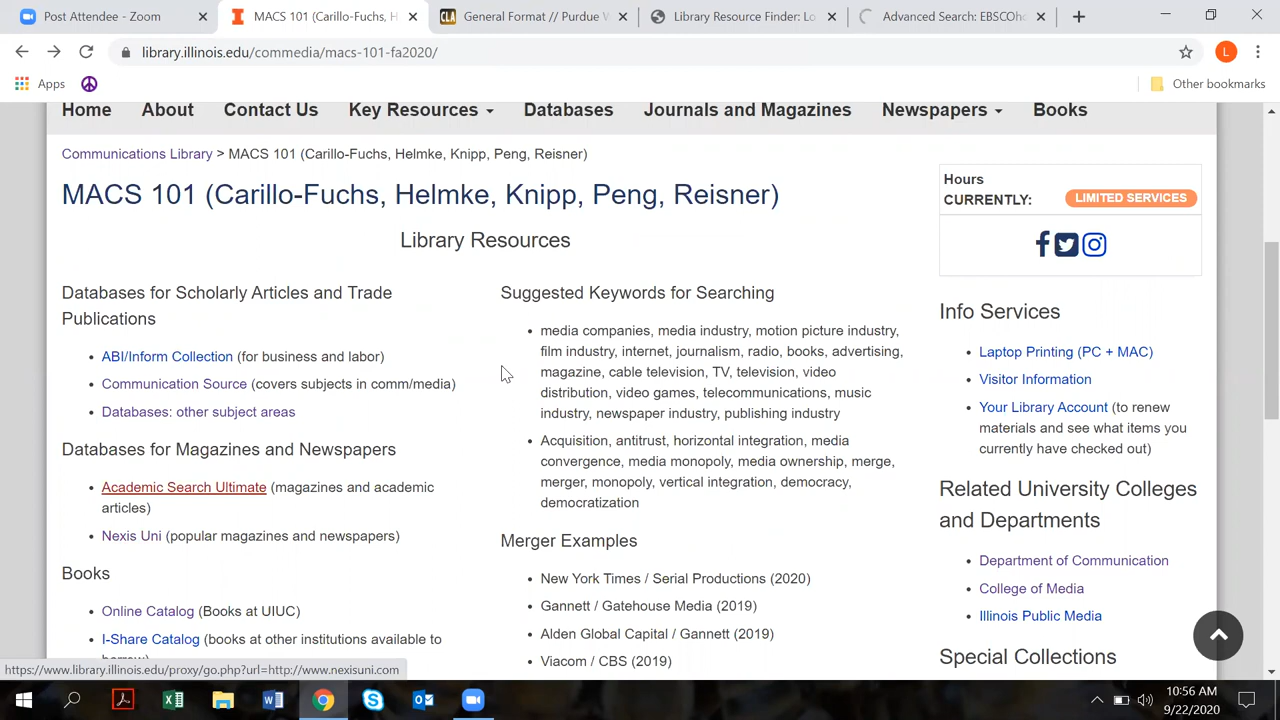 Post Attendee - Zoom
MACS 101 (Carillo-Fuchs, H
General Format // Purdue W
Library Resource Finder: Lo
Advanced Search: EBSCOho
library.illinois.edu/commedia/macs-101-fa2020/
L
Apps
Other bookmarks
Home About Contact Us Key Resources Databases Journals and Magazines Newspapers Books
Communications Library > MACS 101 (Carillo-Fuchs, Helmke, Knipp, Peng, Reisner)
MACS 101 (Carillo-Fuchs, Helmke, Knipp, Peng, Reisner)
Library Resources
Databases for Scholarly Articles and Trade
Publications
• ABI/Inform Collection (for business and labor)
• Communication Source (covers subjects in comm/media)
• Databases: other subject areas
Databases for Magazines and Newspapers
• Academic Search Ultimate (magazines and academic
articles)
• Nexis Uni (popular magazines and newspapers)
Books
• Online Catalog (Books at UIUC)
• I-Share Catalog (books at other institutions available to
Suggested Keywords for Searching
• media companies, media industry, motion picture industry,
film industry, internet, journalism, radio, books, advertising,
magazine, cable television, TV, television, video
distribution, video games, telecommunications, music
industry, newspaper industry, publishing industry
• Acquisition, antitrust, horizontal integration, media
convergence, media monopoly, media ownership, merge,
merger, monopoly, vertical integration, democracy,
democratization
Merger Examples
• New York Times / Serial Productions (2020)
• Gannett / Gatehouse Media (2019)
• Alden Global Capital / Gannett (2019)
• Viacom / CBS (2019)
Hours
CURRENTLY: LIMITED SERVICES
Info Services
• Laptop Printing (PC + MAC)
• Visitor Information
• Your Library Account (to renew
materials and see what items you
currently have checked out)
Related University Colleges
and Departments
• Department of Communication
• College of Media
• Illinois Public Media
Special Collections
https://www.library.illinois.edu/proxy/go.php?url=http://www.nexisuni.com
10:56 AM
9/22/2020